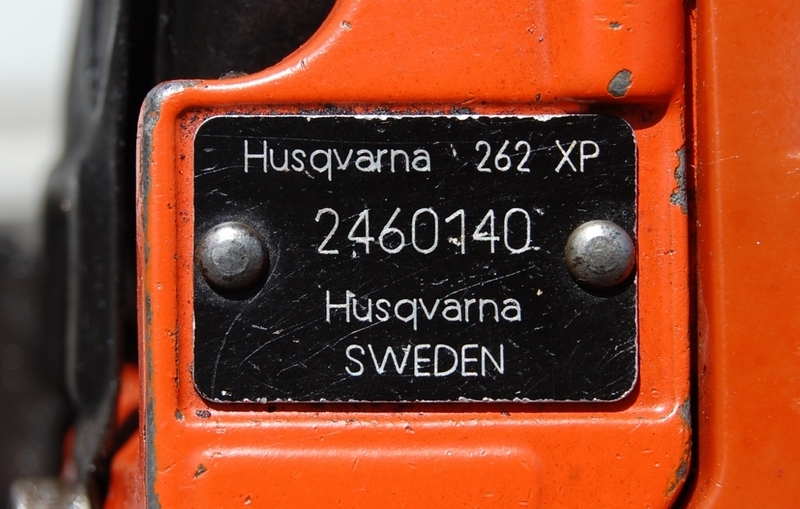 Husqvarna 262 XP
2460140
Husqvarna
SWEDEN